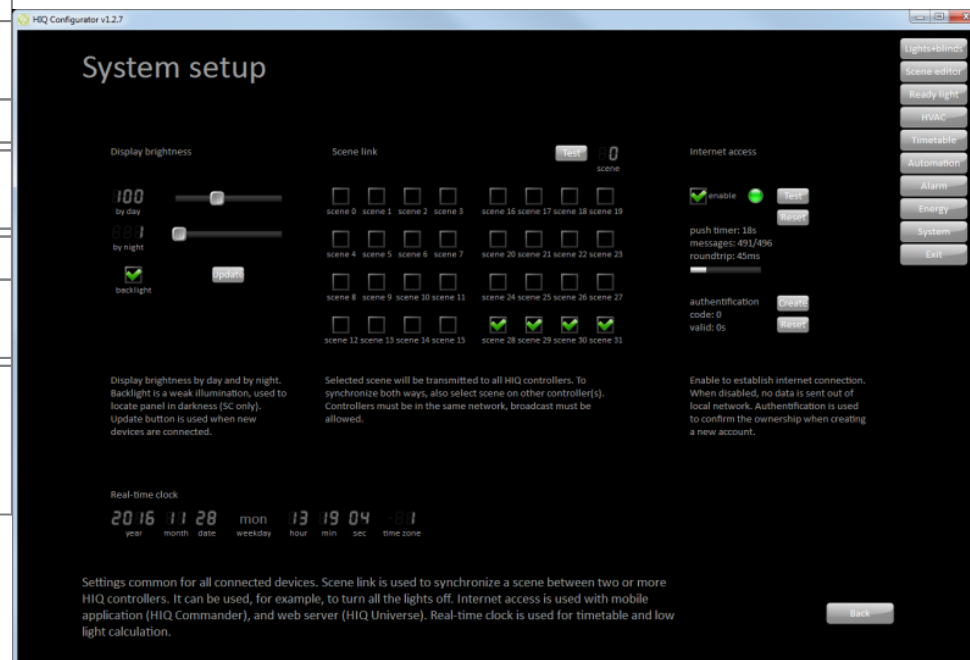 HIQ Configurator v1.2.7
System setup
Lights+blinds
Scene editor
Ready light
HVAC
Timetable
Automation
Alarm
Energy
System
Exit
Display brightness
100
by day
1
by night
backlight
Update
Scene link
Test
0
scene
scene 0 scene 1 scene 2 scene 3 scene 16 scene 17 scene 18 scene 19
scene 4 scene 5 scene 6 scene 7 scene 20 scene 21 scene 22 scene 23
scene 8 scene 9 scene 10 scene 11 scene 24 scene 25 scene 26 scene 27
scene 12 scene 13 scene 14 scene 15 scene 28 scene 29 scene 30 scene 31
Internet access
enable
Test
Reset
push timer: 18s
messages: 491/496
roundtrip: 45ms
authentification
Create
code: 0
valid: 0s
Reset
Display brightness by day and by night.
Backlight is a weak illumination, used to
locate panel in darkness (SC only).
Update button is used when new
devices are connected.
Selected scene will be transmitted to all HIQ controllers. To
synchronize both ways, also select scene on other controller(s).
Controllers must be in the same network, broadcast must be
allowed.
Enable to establish internet connection.
When disabled, no data is sent out of
local network. Authentification is used
to confirm the ownership when creating
a new account.
Real-time clock
2016 11 28 mon 13 19 04 -1
year month date weekday hour min sec time zone
Settings common for all connected devices. Scene link is used to synchronize a scene between two or more
HIQ controllers. It can be used, for example, to turn all the lights off. Internet access is used with mobile
application (HIQ Commander), and web server (HIQ Universe). Real-time clock is used for timetable and low
light calculation.
Back